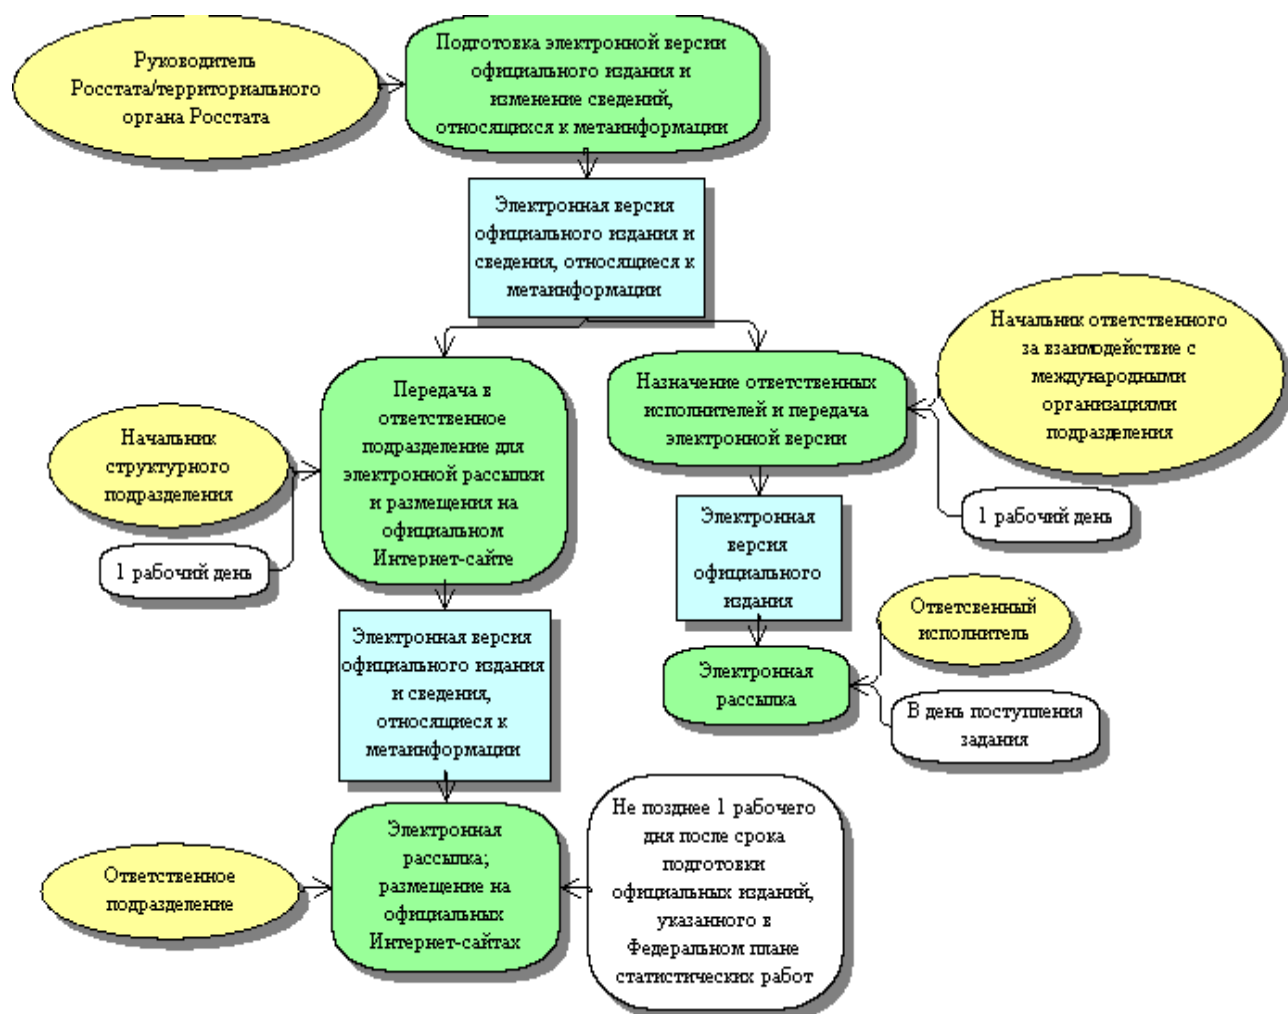 Руководитель
Росстата/территориального
органа Росстата
Подготовка электронной версии
официального издания и
изменение сведений,
относящихся к метаинформации
Электронная версия
официального издания и
сведения, относящиеся к
метаинформации
Начальник ответственного
за взаимодействие с
международными
организациями
подразделения
Передача в
ответственное
подразделение для
электронной рассылки
и размещения на
официальном
Интернет-сайте
Назначение ответственных
исполнителей и передача
электронной версии
Начальник
структурного
подразделения
1 рабочий день
1 рабочий день
Электронная
версия
официального
издания
Ответсвенный
исполнитель
Электронная
рассылка
В день поступления
задания
Электронная версия
официального издания
и сведения,
относящиеся к
метаинформации
Электронная
рассылка;
размещение на
официальных
Интернет-сайтах
Не позднее 1 рабочего
дня после срока
подготовки
официальных изданий,
указанного в
Федеральном плане
статистических работ
Ответственное
подразделение